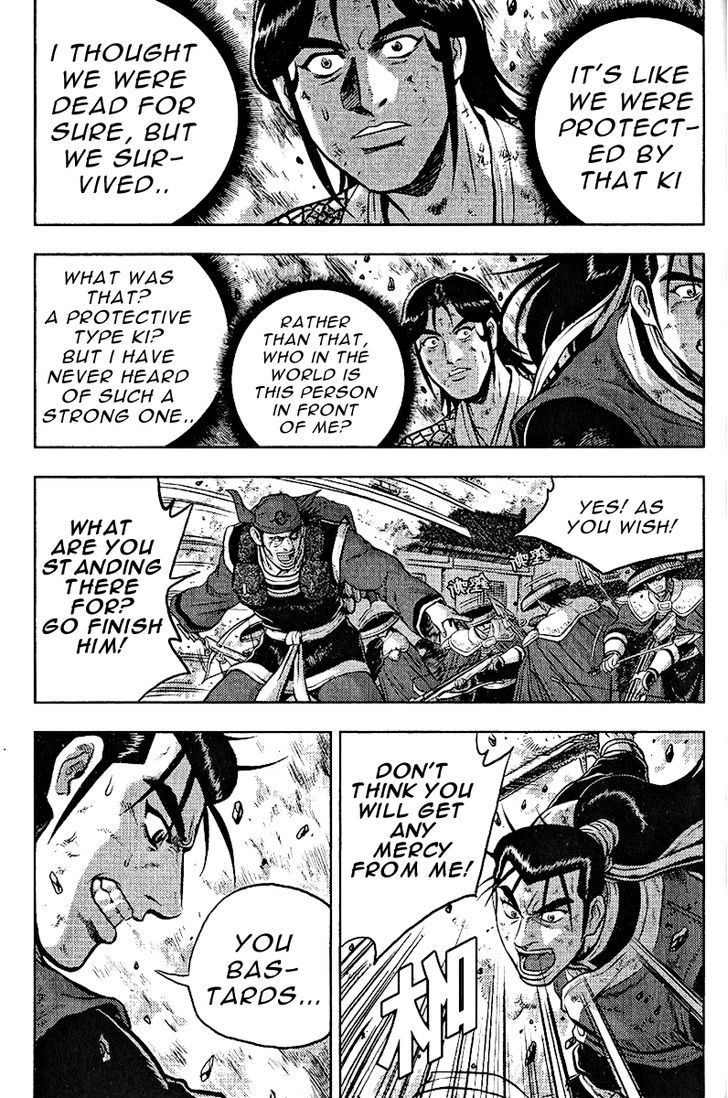 I THOUGHT
WE WERE
DEAD FOR
SURE, BUT
WE SUR-
VIVED..
IT'S LIKE
WE WERE
PROTECT-
ED BY
THAT KI
WHAT WAS
THAT?
A PROTECTIVE
TYPE KI?
BUT I HAVE
NEVER HEARD
OF SUCH A
STRONG ONE..
RATHER
THAN THAT,
WHO IN THE
WORLD IS
THIS PERSON
IN FRONT
OF ME?
WHAT
ARE YOU
STANDING
THERE
FOR?
GO FINISH
HIM!
YES! AS
YOU WISH!
YOU
BAS-
TARDS...
DON'T
THINK YOU
WILL GET
ANY
MERCY
FROM ME!